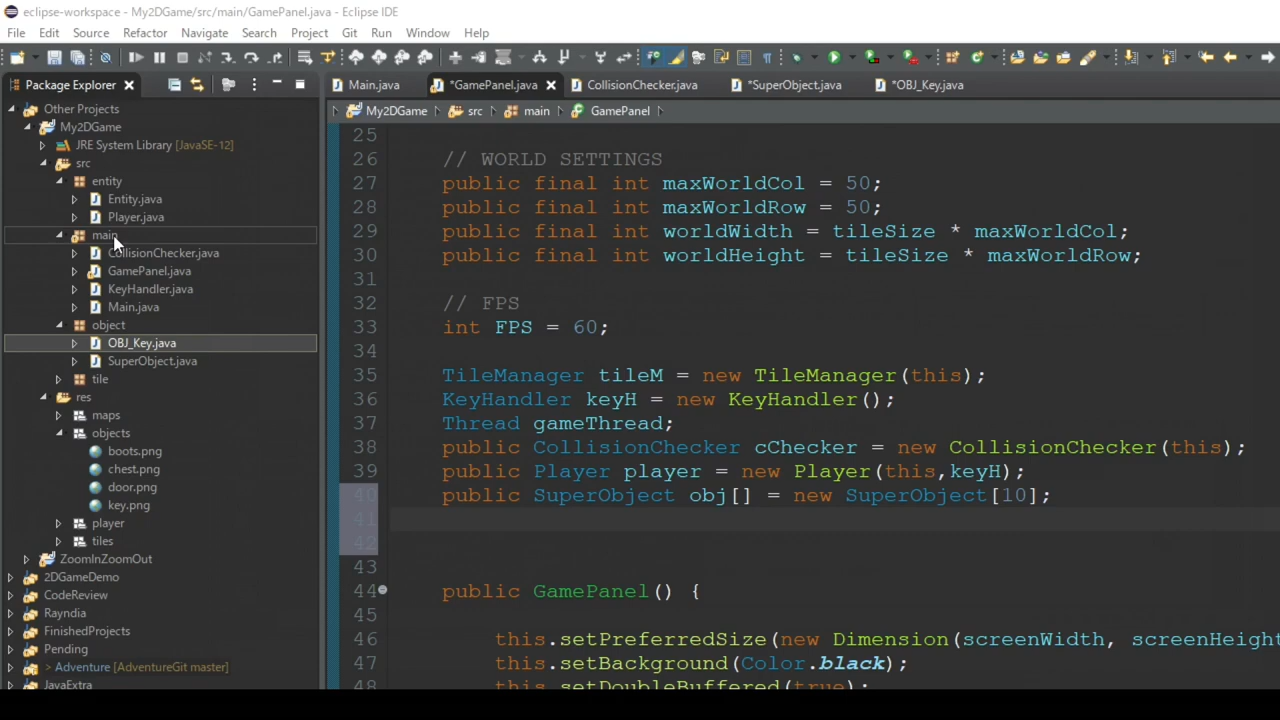 eclipse-workspace - My2DGame/src/main/GamePanel.java - Eclipse IDE
File Edit Source Refactor Navigate Search Project Git Run Window Help
Package Explorer
Main.java *GamePanel.java CollisionChecker.java *SuperObject.java *OBJ_Key.java
My2DGame src main GamePanel
Other Projects
My2DGame
JRE System Library [JavaSE-12]
src
entity
Entity.java
Player.java
main
CollisionChecker.java
GamePanel.java
KeyHandler.java
Main.java
object
OBJ_Key.java
SuperObject.java
tile
res
maps
objects
boots.png
chest.png
door.png
key.png
player
tiles
ZoomInZoomOut
2DGameDemo
CodeReview
Rayndia
FinishedProjects
Pending
> Adventure [AdventureGit master]
JavaExtra
25
26 // WORLD SETTINGS
27 public final int maxWorldCol = 50;
28 public final int maxWorldRow = 50;
29 public final int worldWidth = tileSize * maxWorldCol;
30 public final int worldHeight = tileSize * maxWorldRow;
31
32 // FPS
33 int FPS = 60;
34
35 TileManager tileM = new TileManager(this);
36 KeyHandler keyH = new KeyHandler();
37 Thread gameThread;
38 public CollisionChecker cChecker = new CollisionChecker(this);
39 public Player player = new Player(this,keyH);
40 public SuperObject obj[] = new SuperObject[10];
41
42
43
44 public GamePanel() {
45
46 this.setPreferredSize(new Dimension(screenWidth, screenHeight
47 this.setBackground(Color.black);
48 this.setDoubleBuffered(true);